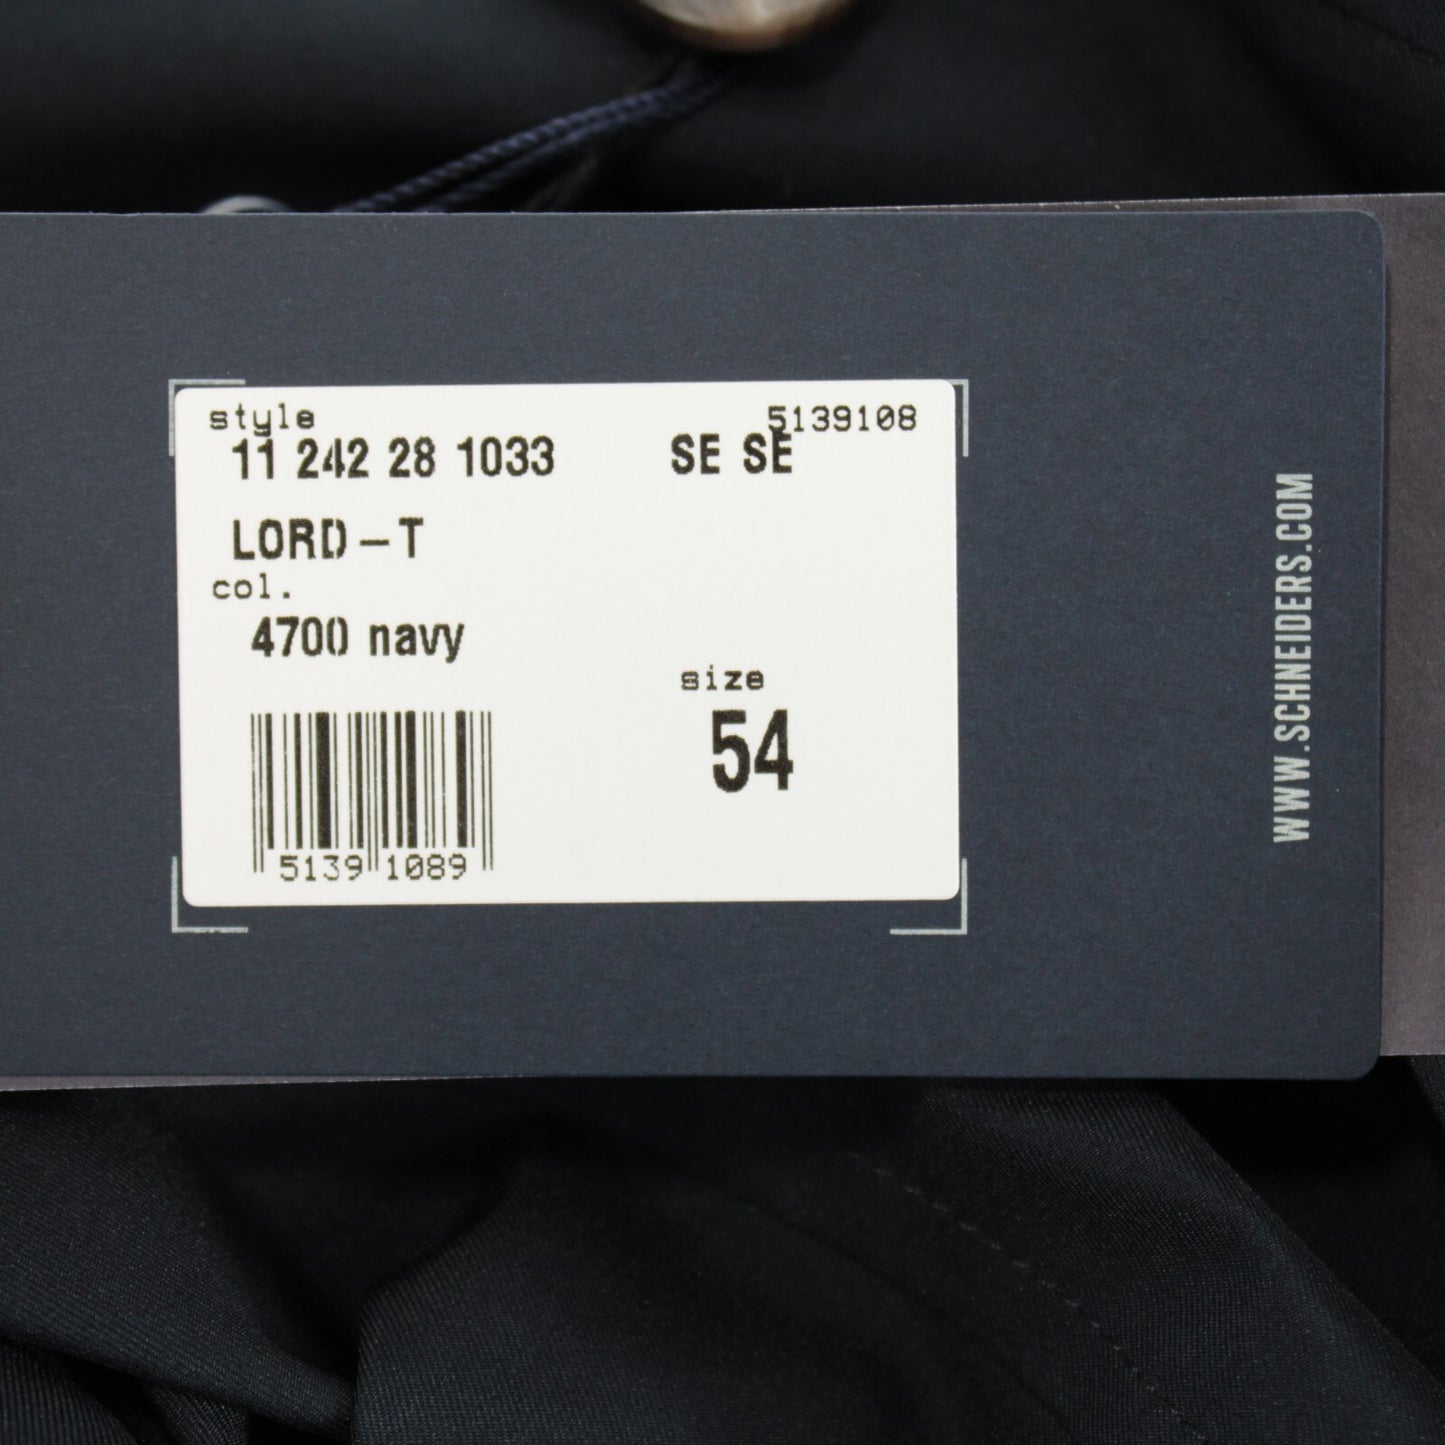 style 5139108
11 242 28 1033 SE SE
LORD-T
col.
4700 navy
size
54
5139 1089
WWW.SCHNEIDERS.COM